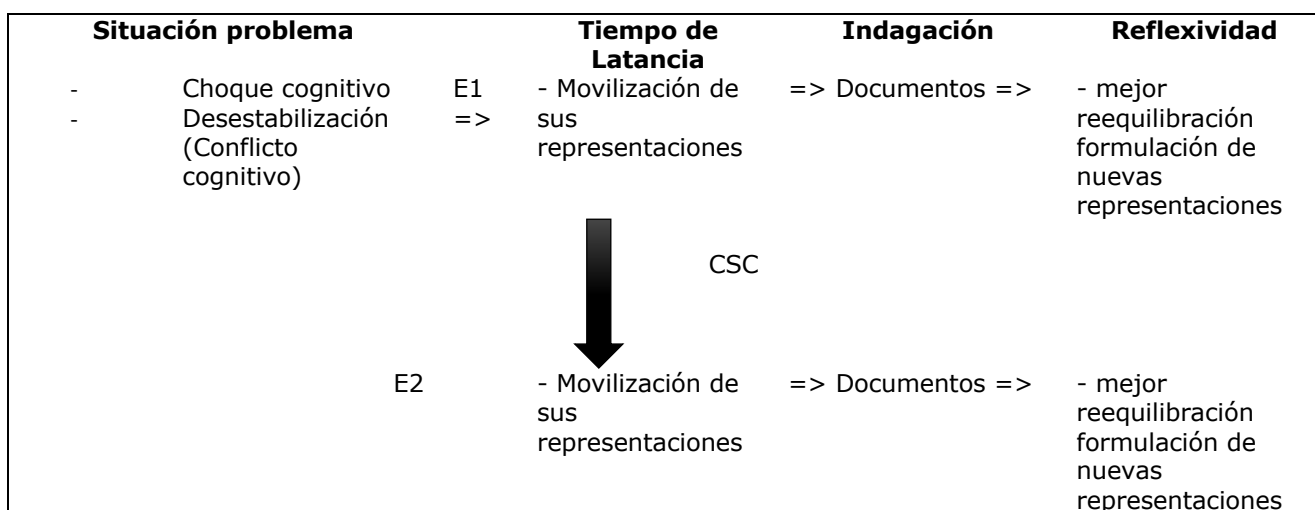 Situación problema Tiempo de Indagación Reflexividad
Latancia
- Choque cognitivo E1 - Movilización de => Documentos => - mejor
- Desestabilización => sus reequilibración
(Conflicto representaciones formulación de
cognitivo) nuevas
representaciones
CSC
E2 - Movilización de => Documentos => - mejor
sus reequilibración
representaciones formulación de
nuevas
representaciones